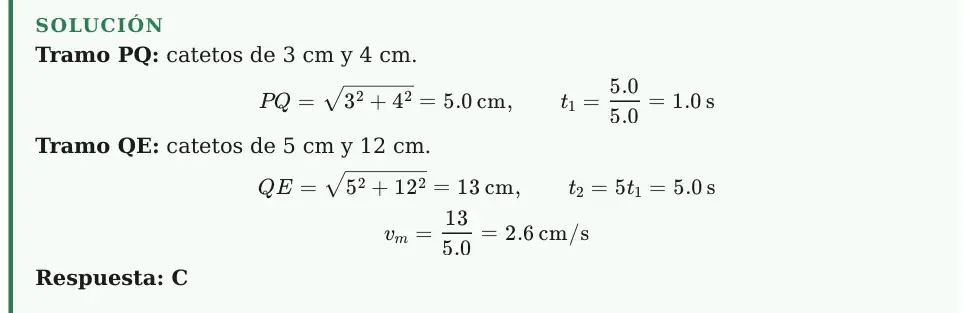 SOLUCIÓN
Tramo PQ: catetos de 3 cm y 4 cm.
PQ = √(3² + 4²) = 5.0 cm, t₁ = 5.0/5.0 = 1.0 s
Tramo QE: catetos de 5 cm y 12 cm.
QE = √(5² + 12²) = 13 cm, t₂ = 5t₁ = 5.0 s
vₘ = 13/5.0 = 2.6 cm/s
Respuesta: C